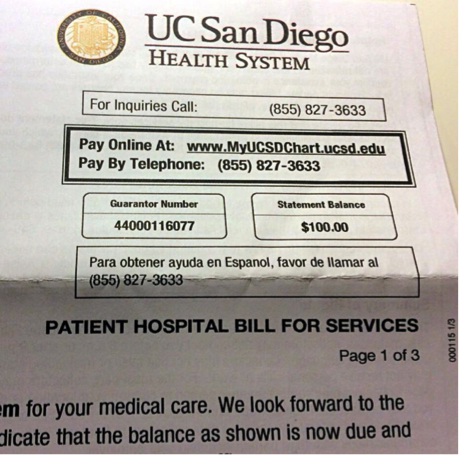 UC San Diego
HEALTH SYSTEM
For Inquiries Call: (855) 827-3633
Pay Online At: www.MyUCSDChart.ucsd.edu
Pay By Telephone: (855) 827-3633
Guarantor Number Statement Balance
44000116077 $100.00
Para obtener ayuda en Espanol, favor de llamar al
(855) 827-3633
PATIENT HOSPITAL BILL FOR SERVICES
Page 1 of 3
000115 1/3
em for your medical care. We look forward to the
dicate that the balance as shown is now due and